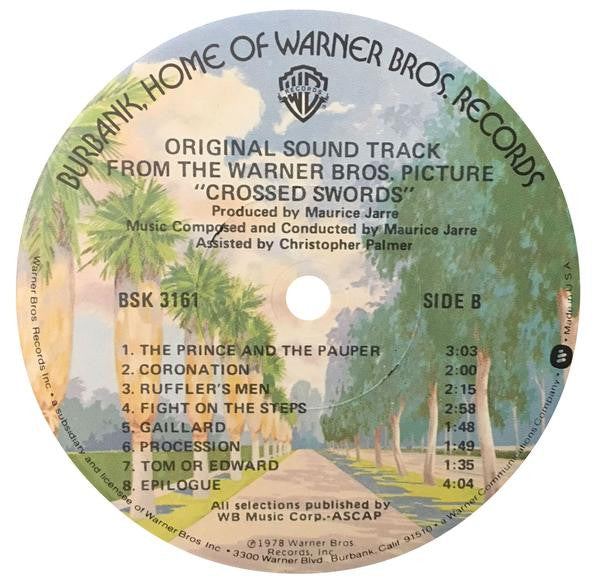 BURBANK, HOME OF WARNER BROS. RECORDS
WB
RECORDS
ORIGINAL SOUND TRACK
FROM THE WARNER BROS. PICTURE
"CROSSED SWORDS"
Produced by Maurice Jarre
Music Composed and Conducted by Maurice Jarre
Assisted by Christopher Palmer
BSK 3161 SIDE B
1. THE PRINCE AND THE PAUPER 3:03
2. CORONATION 2:00
3. RUFFLER'S MEN 2:15
4. FIGHT ON THE STEPS 2:58
5. GAILLARD 1:48
6. PROCESSION 1:49
7. TOM OR EDWARD 1:35
8. EPILOGUE 4:04
All selections published by
WB Music Corp.-ASCAP
℗1978 Warner Bros.
Records, Inc.
Warner Bros. Records Inc. • a subsidiary and licensee of Warner Bros. Inc. • 3300 Warner Blvd. Burbank, Calif. 91510 • a Warner Communications Company • Made in U.S.A.